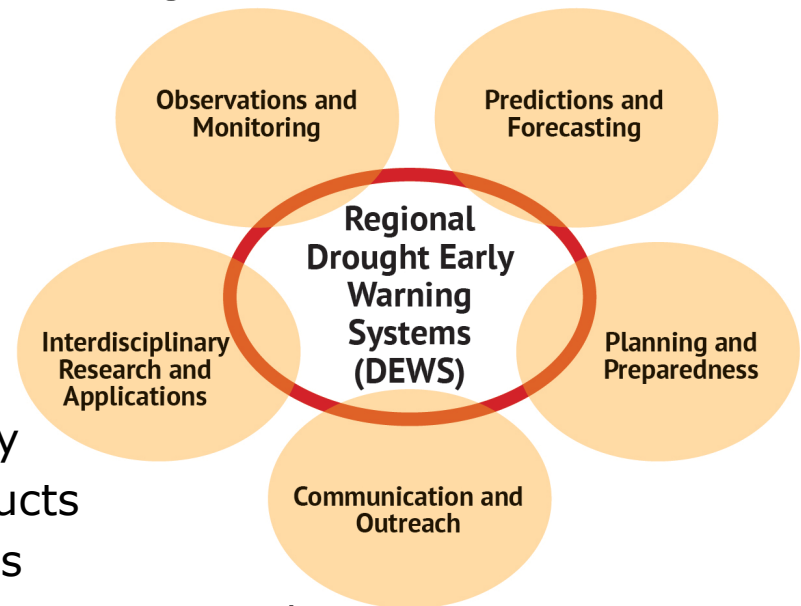 Observations and
Monitoring
Predictions and
Forecasting
Regional
Drought Early
Warning
Systems
(DEWS)
Interdisciplinary
Research and
Applications
Planning and
Preparedness
Communication and
Outreach